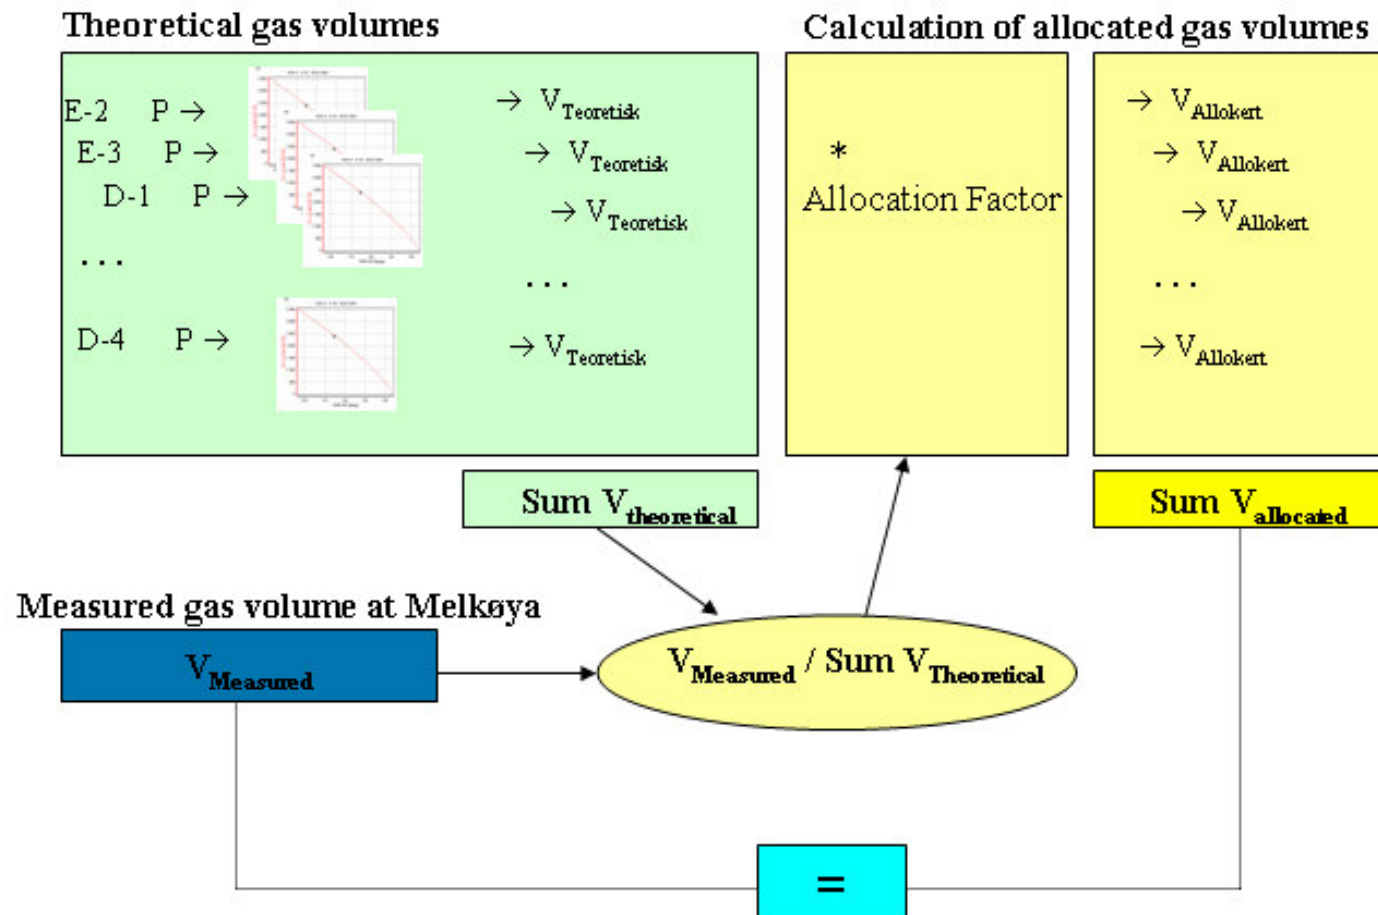 Theoretical gas volumes
Calculation of allocated gas volumes
E-2 P → → V_Teoretisk
E-3 P → → V_Teoretisk
D-1 P → → V_Teoretisk
... ...
D-4 P → → V_Teoretisk
*
Allocation Factor
→ V_Allokert
→ V_Allokert
→ V_Allokert
...
→ V_Allokert
Sum V_theoretical
Sum V_allocated
Measured gas volume at Melkøya
V_Measured
V_Measured / Sum V_Theoretical
=